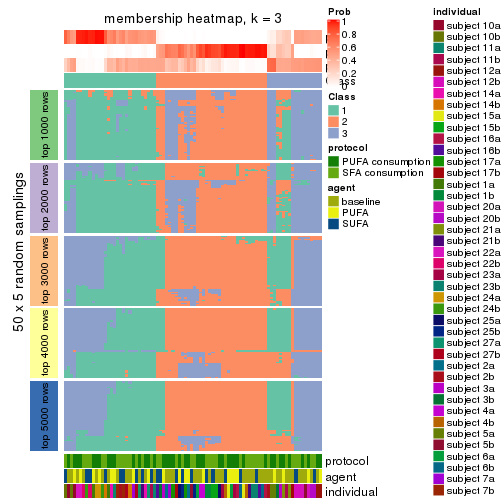 membership heatmap, k = 3
50 x 5 random samplings
top 1000 rows
top 2000 rows
top 3000 rows
top 4000 rows
top 5000 rows
protocol
agent
individual
Prob
1
0.8
0.6
0.4
0.2
0
Class
1
2
3
protocol
PUFA consumption
SFA consumption
agent
baseline
PUFA
SUFA
individual
subject 10a
subject 10b
subject 11a
subject 11b
subject 12a
subject 12b
subject 14a
subject 14b
subject 15a
subject 15b
subject 16a
subject 16b
subject 17a
subject 17b
subject 1a
subject 1b
subject 20a
subject 20b
subject 21a
subject 21b
subject 22a
subject 22b
subject 23a
subject 23b
subject 24a
subject 24b
subject 25a
subject 25b
subject 27a
subject 27b
subject 2a
subject 2b
subject 3a
subject 3b
subject 4a
subject 4b
subject 5a
subject 5b
subject 6a
subject 6b
subject 7a
subject 7b